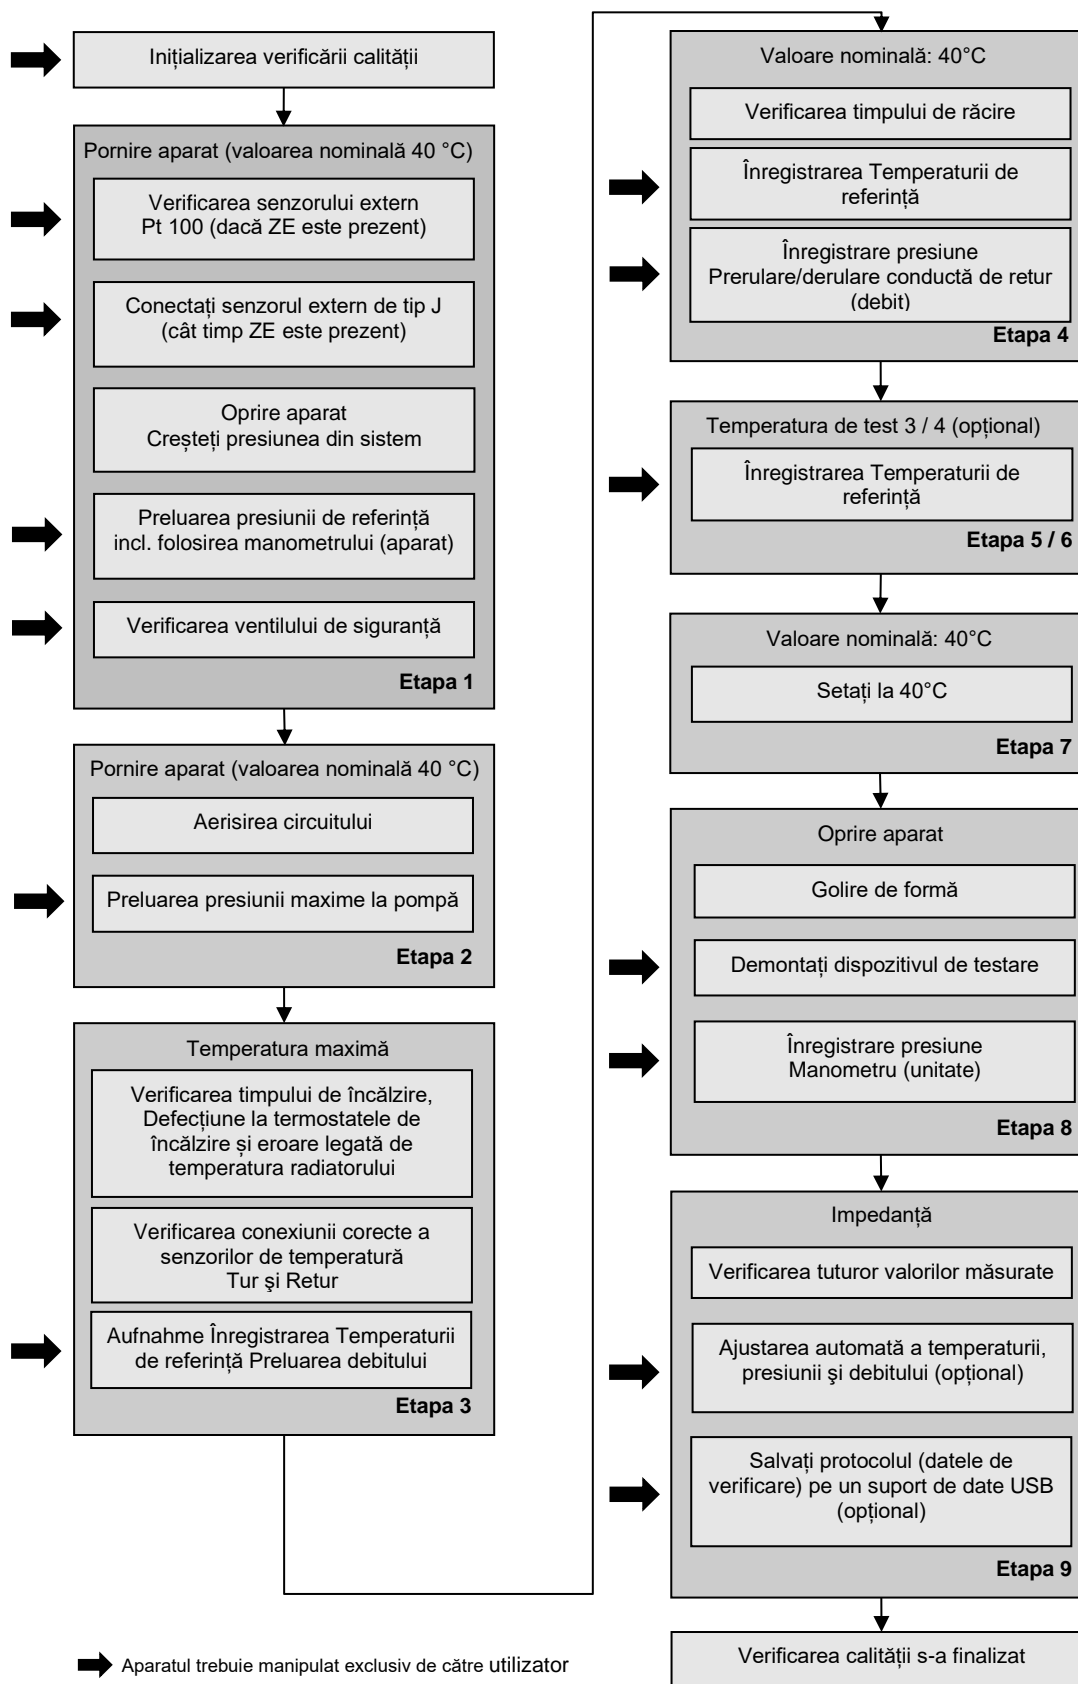 Inițializarea verificării calității
Pornire aparat (valoarea nominală 40 °C)
Verificarea senzorului extern
Pt 100 (dacă ZE este prezent)
Conectați senzorul extern de tip J
(cât timp ZE este prezent)
Oprire aparat
Creșteți presiunea din sistem
Preluarea presiunii de referință
incl. folosirea manometrului (aparat)
Verificarea ventilului de siguranță
Etapa 1
Pornire aparat (valoarea nominală 40 °C)
Aerisirea circuitului
Preluarea presiunii maxime la pompă
Etapa 2
Temperatura maximă
Verificarea timpului de încălzire,
Defecțiune la termostatele de
încălzire și eroare legată de
temperatura radiatorului
Verificarea conexiunii corecte a
senzorilor de temperatură
Tur şi Retur
Aufnahme Înregistrarea Temperaturii
de referință Preluarea debitului
Etapa 3
Valoare nominală: 40°C
Verificarea timpului de răcire
Înregistrarea Temperaturii de
referință
Înregistrare presiune
Prerulare/derulare conductă de retur
(debit)
Etapa 4
Temperatura de test 3 / 4 (opțional)
Înregistrarea Temperaturii de
referință
Etapa 5 / 6
Valoare nominală: 40°C
Setați la 40°C
Etapa 7
Oprire aparat
Golire de formă
Demontați dispozitivul de testare
Înregistrare presiune
Manometru (unitate)
Etapa 8
Impedanță
Verificarea tuturor valorilor măsurate
Ajustarea automată a temperaturii,
presiunii şi debitului (opțional)
Salvați protocolul (datele de
verificare) pe un suport de date USB
(opțional)
Etapa 9
Verificarea calității s-a finalizat
Aparatul trebuie manipulat exclusiv de către utilizator